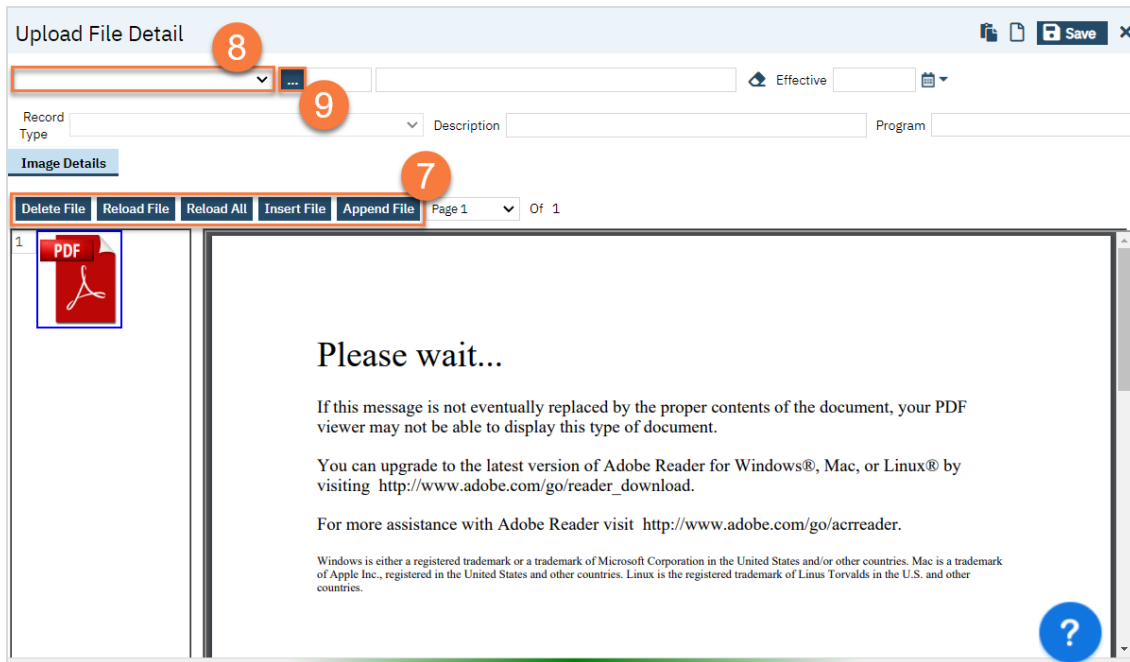 Upload File Detail
8
Save
...
9
Effective
Record
Type
Description
Program
Image Details
7
Delete File Reload File Reload All Insert File Append File Page 1 Of 1
1
PDF
Please wait...
If this message is not eventually replaced by the proper contents of the document, your PDF
viewer may not be able to display this type of document.
You can upgrade to the latest version of Adobe Reader for Windows®, Mac, or Linux® by
visiting http://www.adobe.com/go/reader_download.
For more assistance with Adobe Reader visit http://www.adobe.com/go/acrreader.
Windows is either a registered trademark or a trademark of Microsoft Corporation in the United States and/or other countries. Mac is a trademark
of Apple Inc., registered in the United States and other countries. Linux is the registered trademark of Linus Torvalds in the U.S. and other
countries.
?